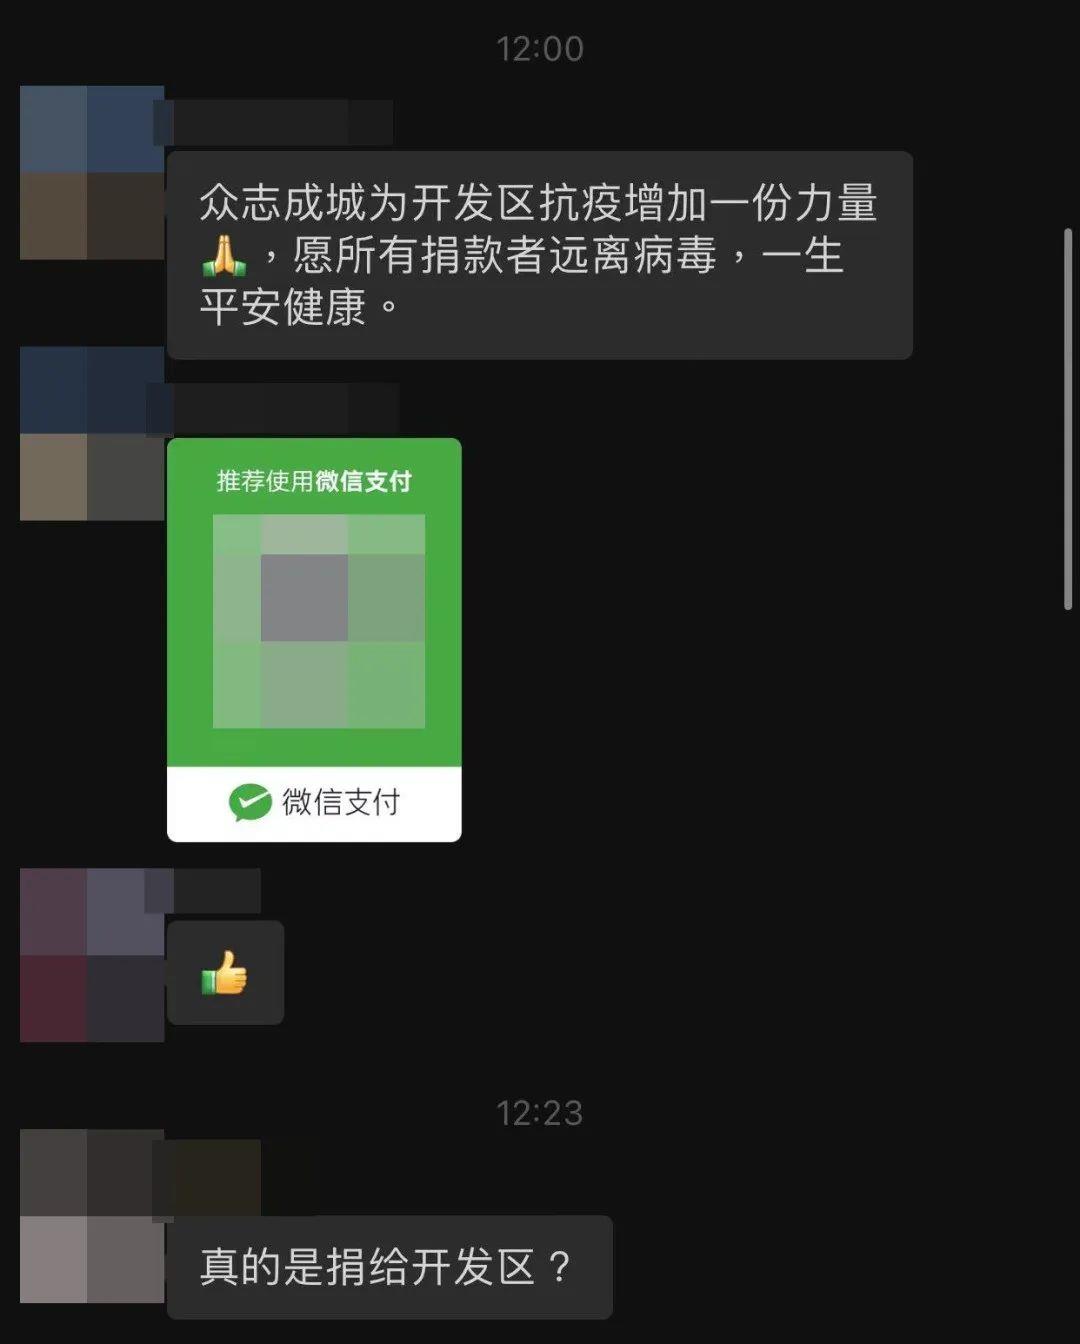 12:00
众志成城为开发区抗疫增加一份力量
🙏，愿所有捐款者远离病毒，一生
平安健康。
推荐使用微信支付
微信支付
👍
12:23
真的是捐给开发区？